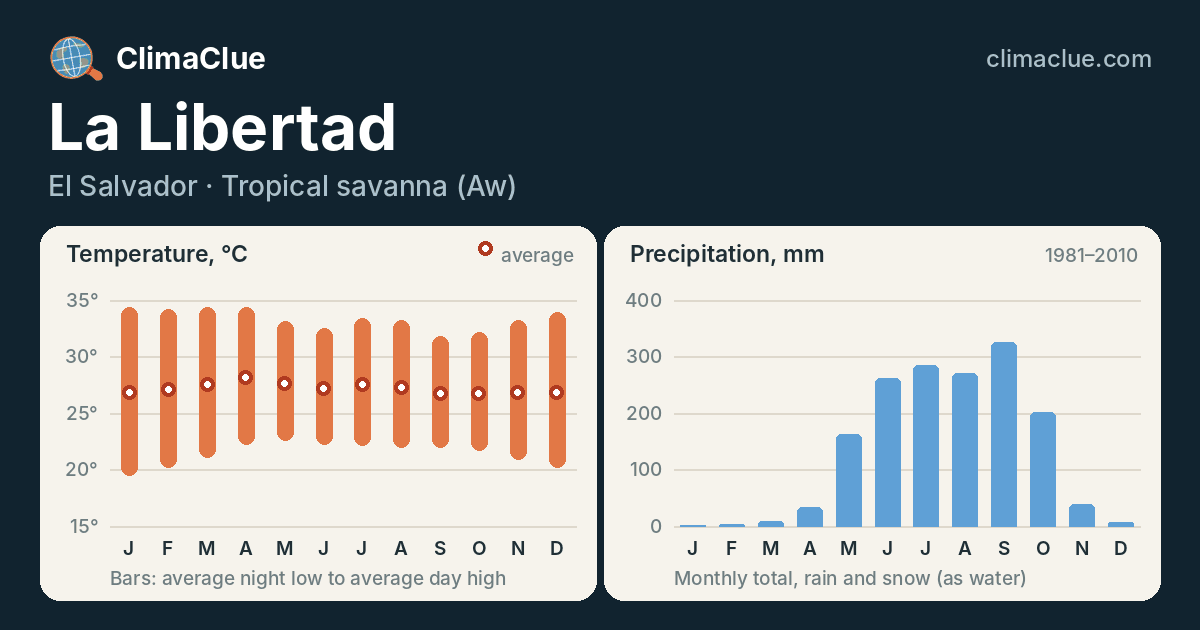 ClimaClue
climaclue.com
La Libertad
El Salvador · Tropical savanna (Aw)
Temperature, °C
average
35°
30°
25°
20°
15°
J F M A M J J A S O N D
Bars: average night low to average day high
Precipitation, mm
1981–2010
400
300
200
100
0
J F M A M J J A S O N D
Monthly total, rain and snow (as water)